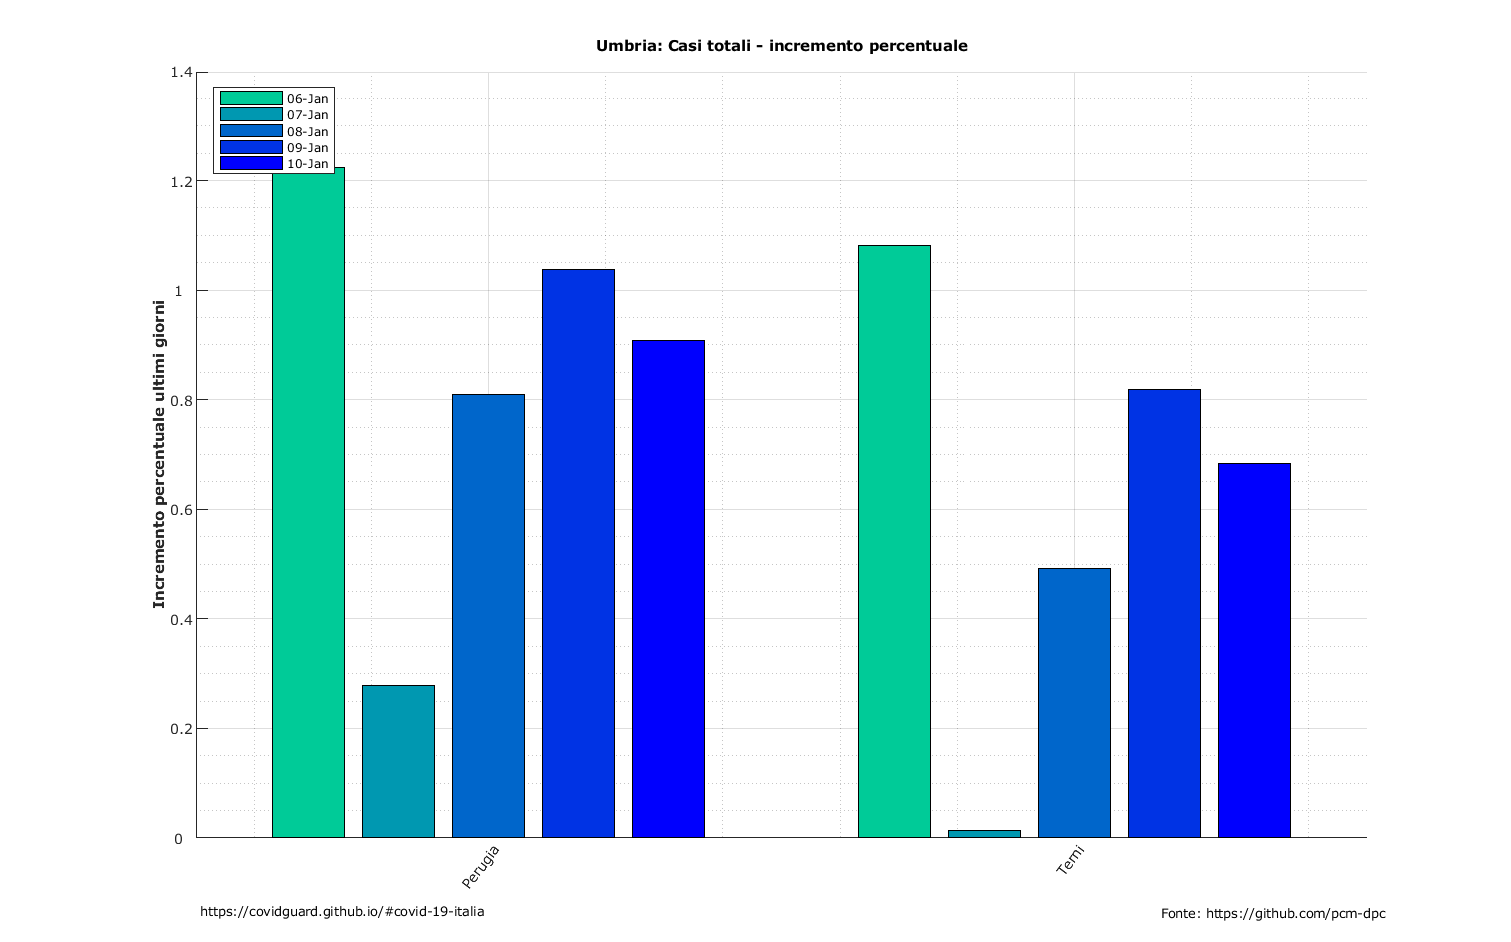 Umbria: Casi totali - incremento percentuale
06-Jan
07-Jan
08-Jan
09-Jan
10-Jan
Incremento percentuale ultimi giorni
1.4
1.2
1
0.8
0.6
0.4
0.2
0
Perugia
Terni
https://covidguard.github.io/#covid-19-italia
Fonte: https://github.com/pcm-dpc